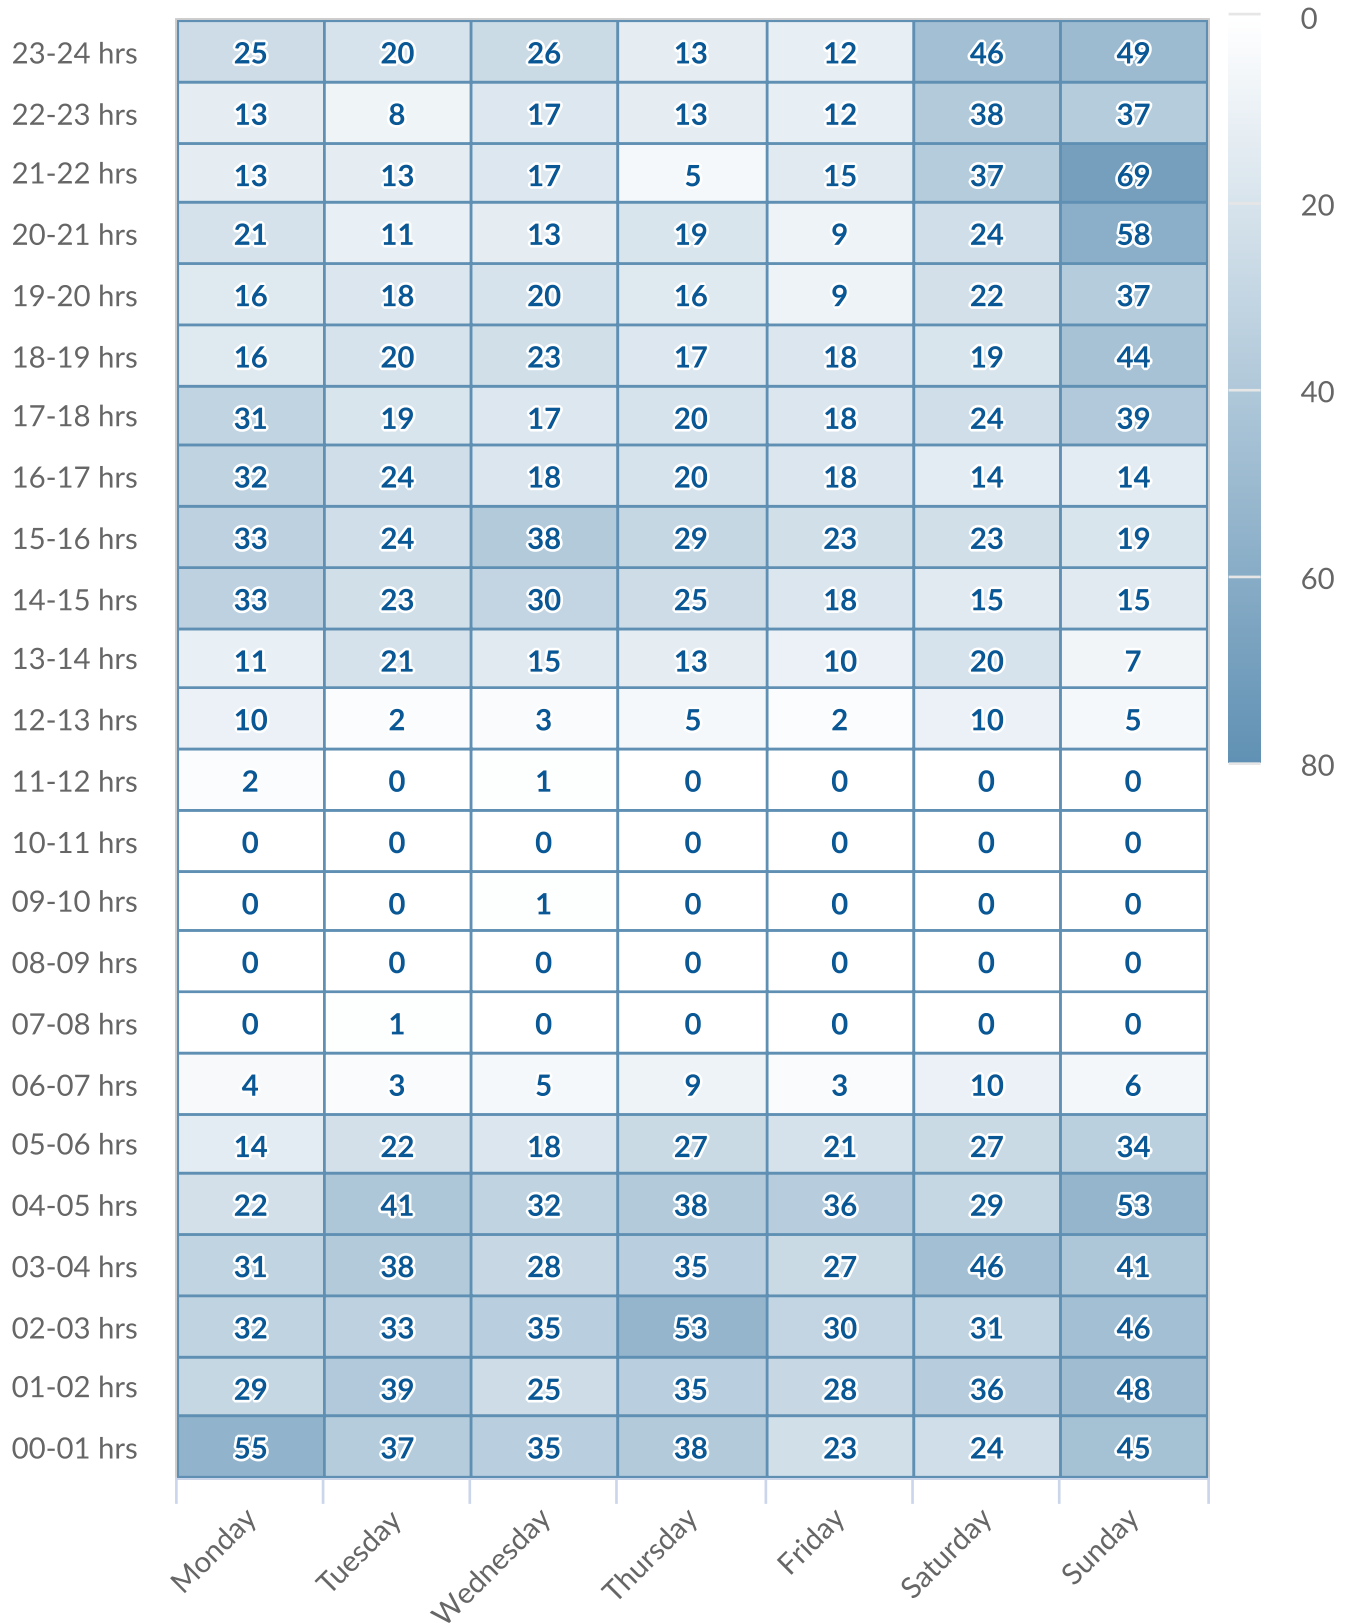 23-24 hrs 25 20 26 13 12 46 49
22-23 hrs 13 8 17 13 12 38 37
21-22 hrs 13 13 17 5 15 37 69
20-21 hrs 21 11 13 19 9 24 58
19-20 hrs 16 18 20 16 9 22 37
18-19 hrs 16 20 23 17 18 19 44
17-18 hrs 31 19 17 20 18 24 39
16-17 hrs 32 24 18 20 18 14 14
15-16 hrs 33 24 38 29 23 23 19
14-15 hrs 33 23 30 25 18 15 15
13-14 hrs 11 21 15 13 10 20 7
12-13 hrs 10 2 3 5 2 10 5
11-12 hrs 2 0 1 0 0 0 0
10-11 hrs 0 0 0 0 0 0 0
09-10 hrs 0 0 1 0 0 0 0
08-09 hrs 0 0 0 0 0 0 0
07-08 hrs 0 1 0 0 0 0 0
06-07 hrs 4 3 5 9 3 10 6
05-06 hrs 14 22 18 27 21 27 34
04-05 hrs 22 41 32 38 36 29 53
03-04 hrs 31 38 28 35 27 46 41
02-03 hrs 32 33 35 53 30 31 46
01-02 hrs 29 39 25 35 28 36 48
00-01 hrs 55 37 35 38 23 24 45
Monday Tuesday Wednesday Thursday Friday Saturday Sunday
0
20
40
60
80